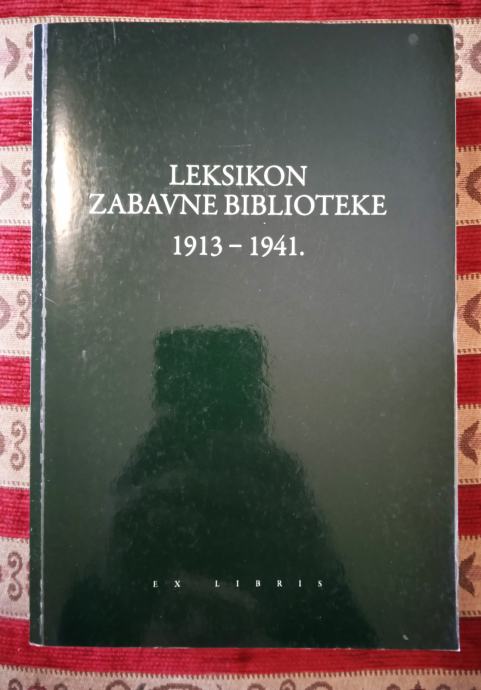 LEKSIKON
ZABAVNE BIBLIOTEKE
1913 – 1941.
EX LIBRIS